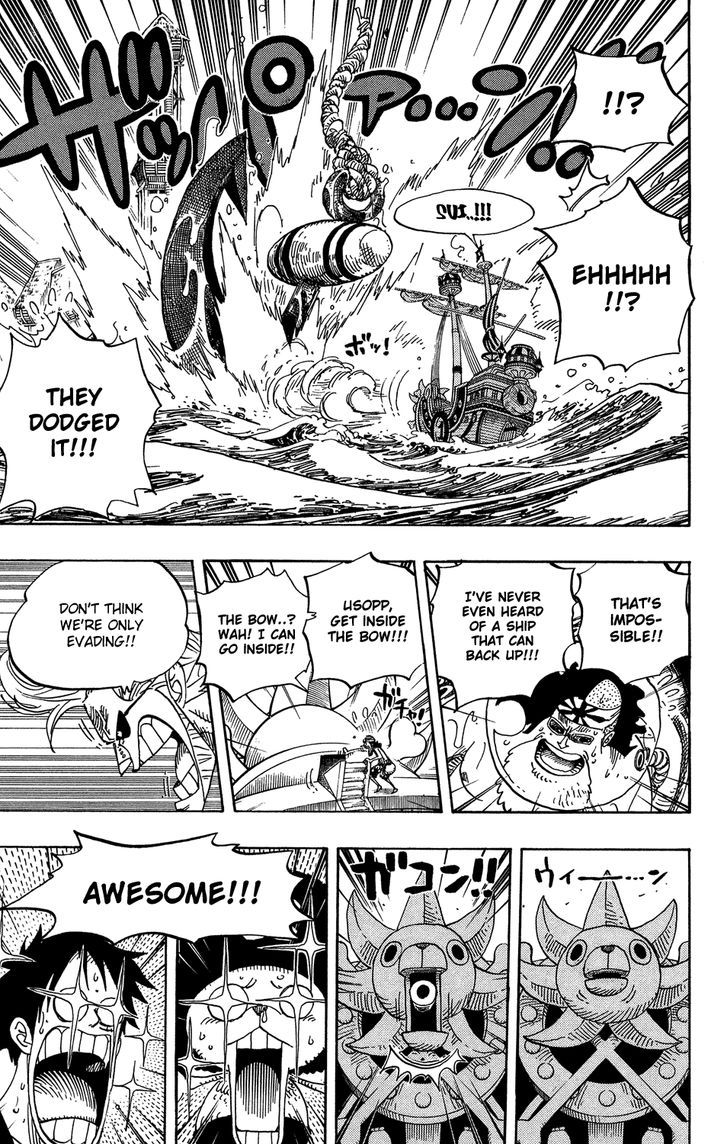 !!?
EHHHHH
!!?
ザザッパァ...ン!!
ボッ!
THEY
DODGED
IT!!!
THAT'S
IMPOS-
SIBLE!!
I'VE NEVER
EVEN HEARD
OF A SHIP
THAT CAN
BACK UP!!!
USOPP,
GET INSIDE
THE BOW!!!
THE BOW..?
WAH! I CAN
GO INSIDE!!
ガチャ!
DON'T THINK
WE'RE ONLY
EVADING!!
ウィー...ン
ガコン!!
AWESOME!!!